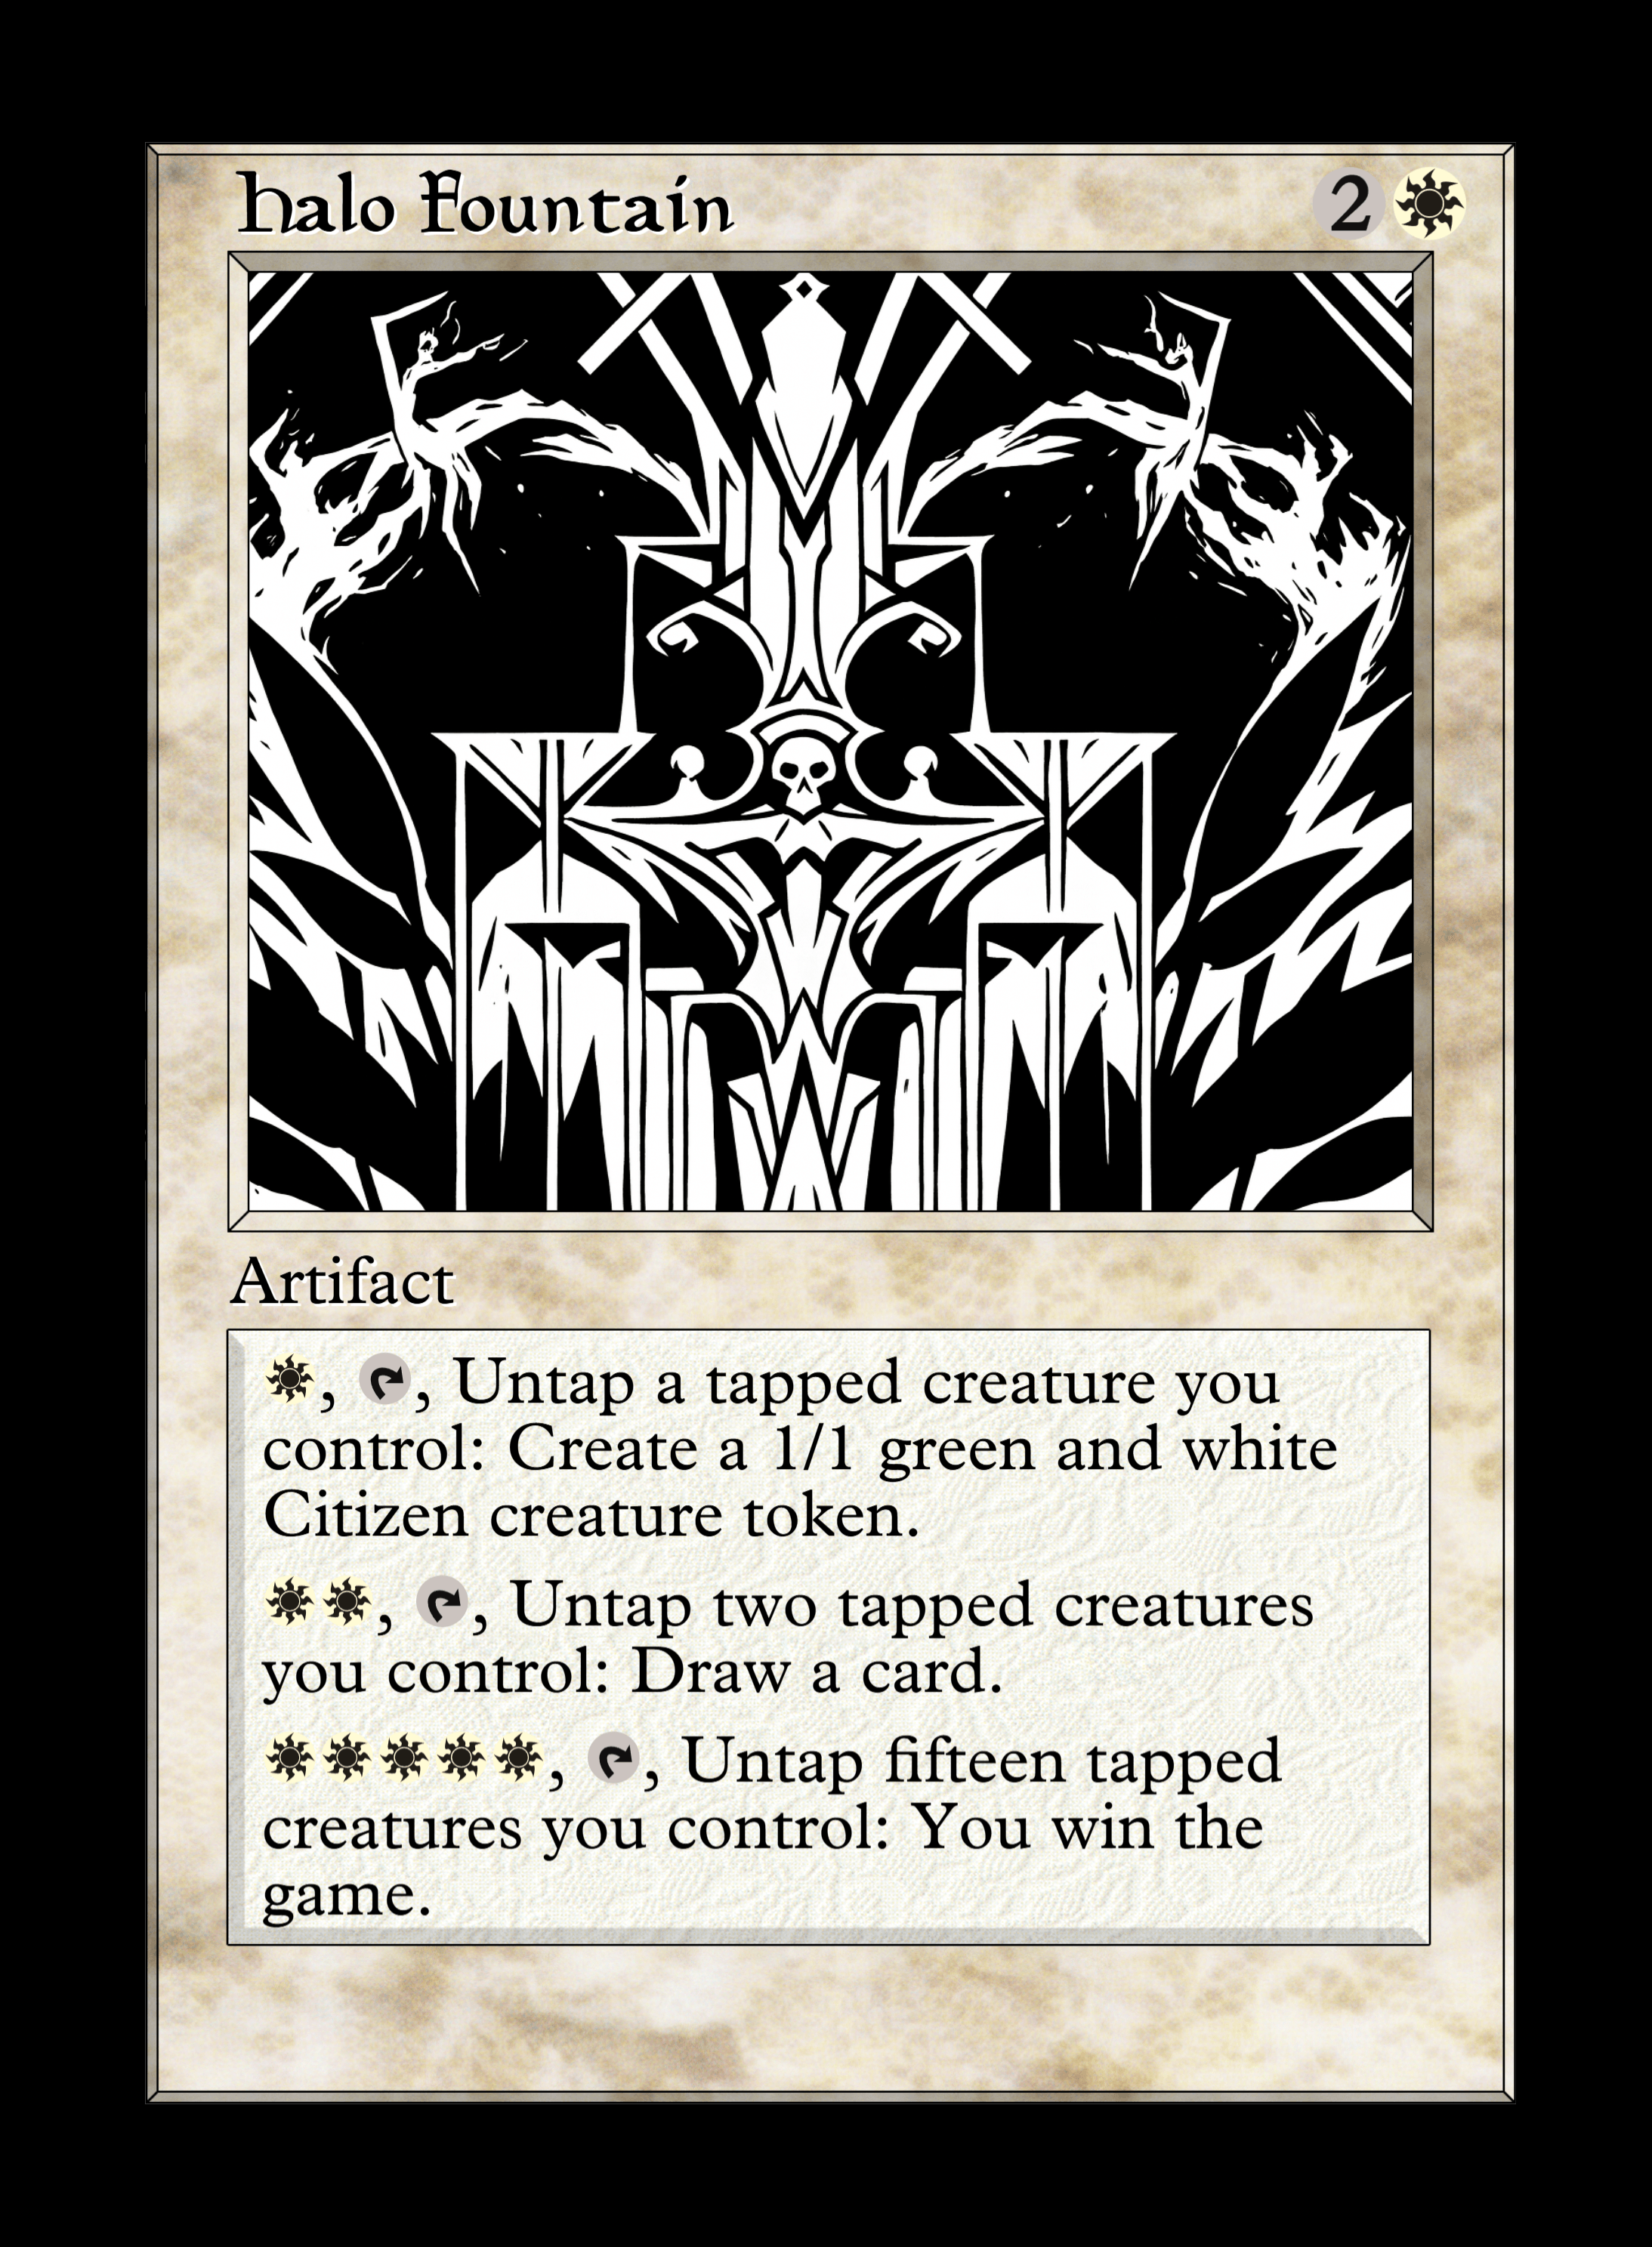 Halo Fountain 2
Artifact
, , Untap a tapped creature you
control: Create a 1/1 green and white
Citizen creature token.
, , Untap two tapped creatures
you control: Draw a card.
, , Untap fifteen tapped
creatures you control: You win the
game.